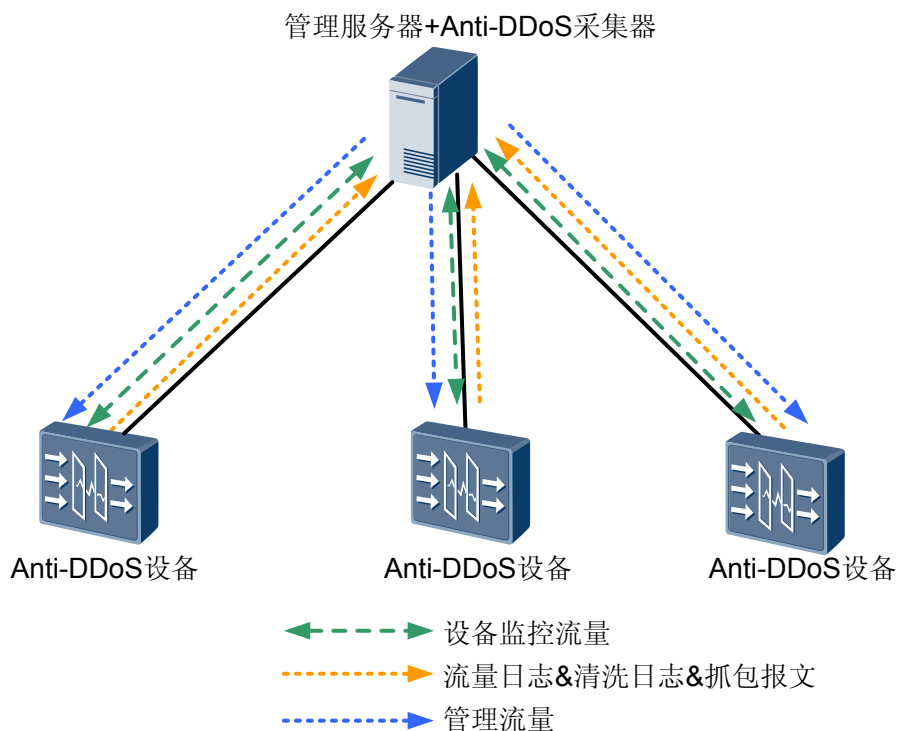 管理服务器+Anti-DDoS采集器
Anti-DDoS设备
Anti-DDoS设备
Anti-DDoS设备
设备监控流量
流量日志&清洗日志&抓包报文
管理流量